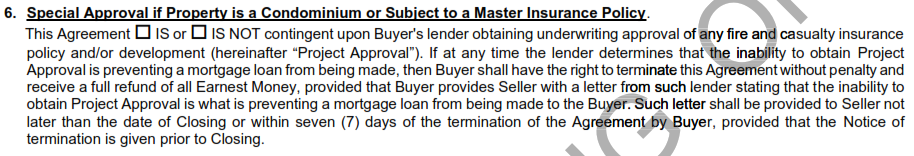 6. Special Approval if Property is a Condominium or Subject to a Master Insurance Policy.
This Agreement ☐ IS or ☐ IS NOT contingent upon Buyer's lender obtaining underwriting approval of any fire and casualty insurance
policy and/or development (hereinafter “Project Approval”). If at any time the lender determines that the inability to obtain Project
Approval is preventing a mortgage loan from being made, then Buyer shall have the right to terminate this Agreement without penalty and
receive a full refund of all Earnest Money, provided that Buyer provides Seller with a letter from such lender stating that the inability to
obtain Project Approval is what is preventing a mortgage loan from being made to the Buyer. Such letter shall be provided to Seller not
later than the date of Closing or within seven (7) days of the termination of the Agreement by Buyer, provided that the Notice of
termination is given prior to Closing.